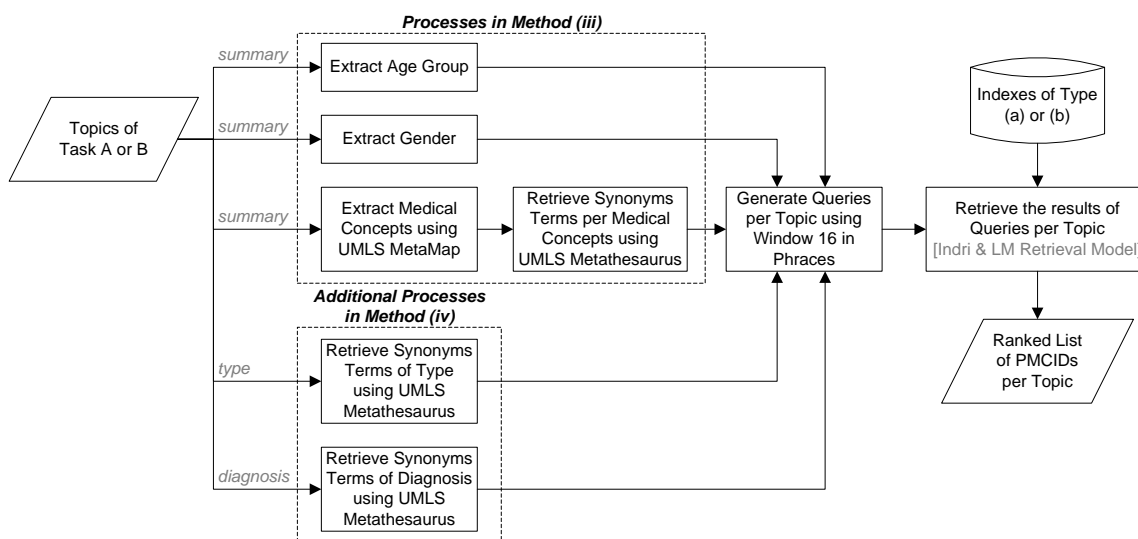 Processes in Method (iii)
summary
Extract Age Group
Topics of
Task A or B
summary
Extract Gender
summary
Extract Medical
Concepts using
UMLS MetaMap
Retrieve Synonyms
Terms per Medical
Concepts using
UMLS Metathesaurus
Generate Queries
per Topic using
Window 16 in
Phraces
Indexes of Type
(a) or (b)
Retrieve the results of
Queries per Topic
[Indri & LM Retrieval Model]
Ranked List
of PMCIDs
per Topic
Additional Processes
in Method (iv)
type
Retrieve Synonyms
Terms of Type
using UMLS
Metathesaurus
diagnosis
Retrieve Synonyms
Terms of Diagnosis
using UMLS
Metathesaurus